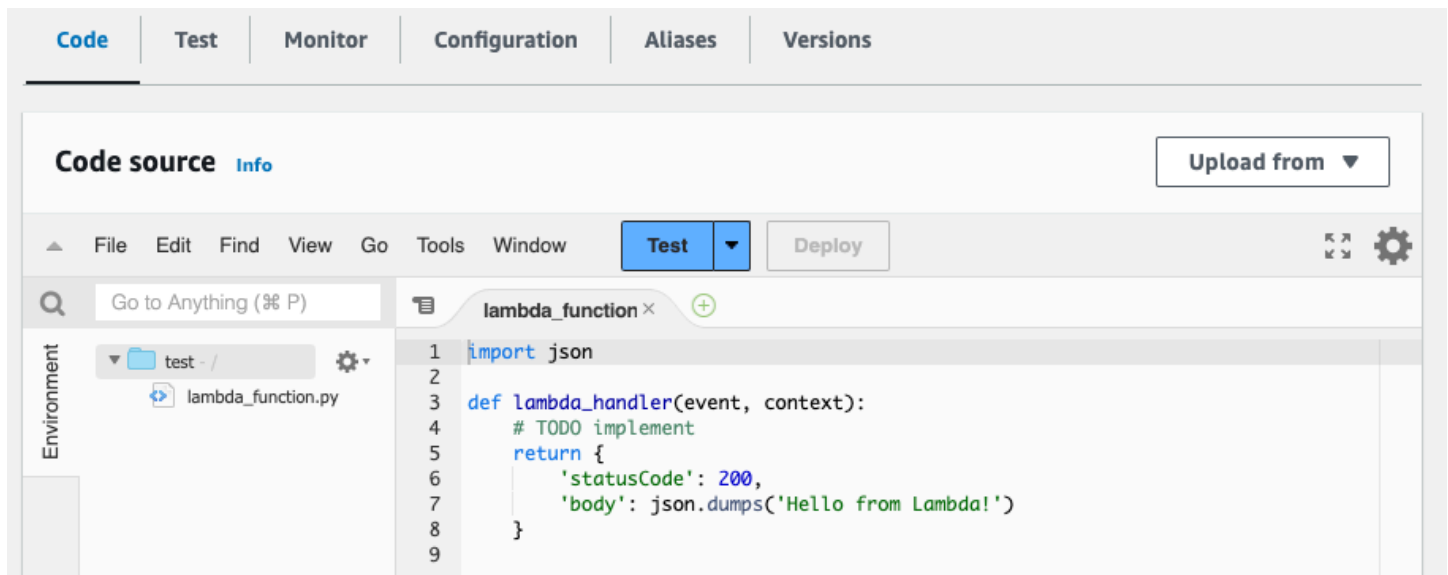 Code Test Monitor Configuration Aliases Versions
Code source Info
Upload from
File Edit Find View Go Tools Window Test Deploy
Go to Anything (⌘ P)
lambda_function
Environment
test - /
lambda_function.py
1 import json
2
3 def lambda_handler(event, context):
4     # TODO implement
5     return {
6         'statusCode': 200,
7         'body': json.dumps('Hello from Lambda!')
8     }
9